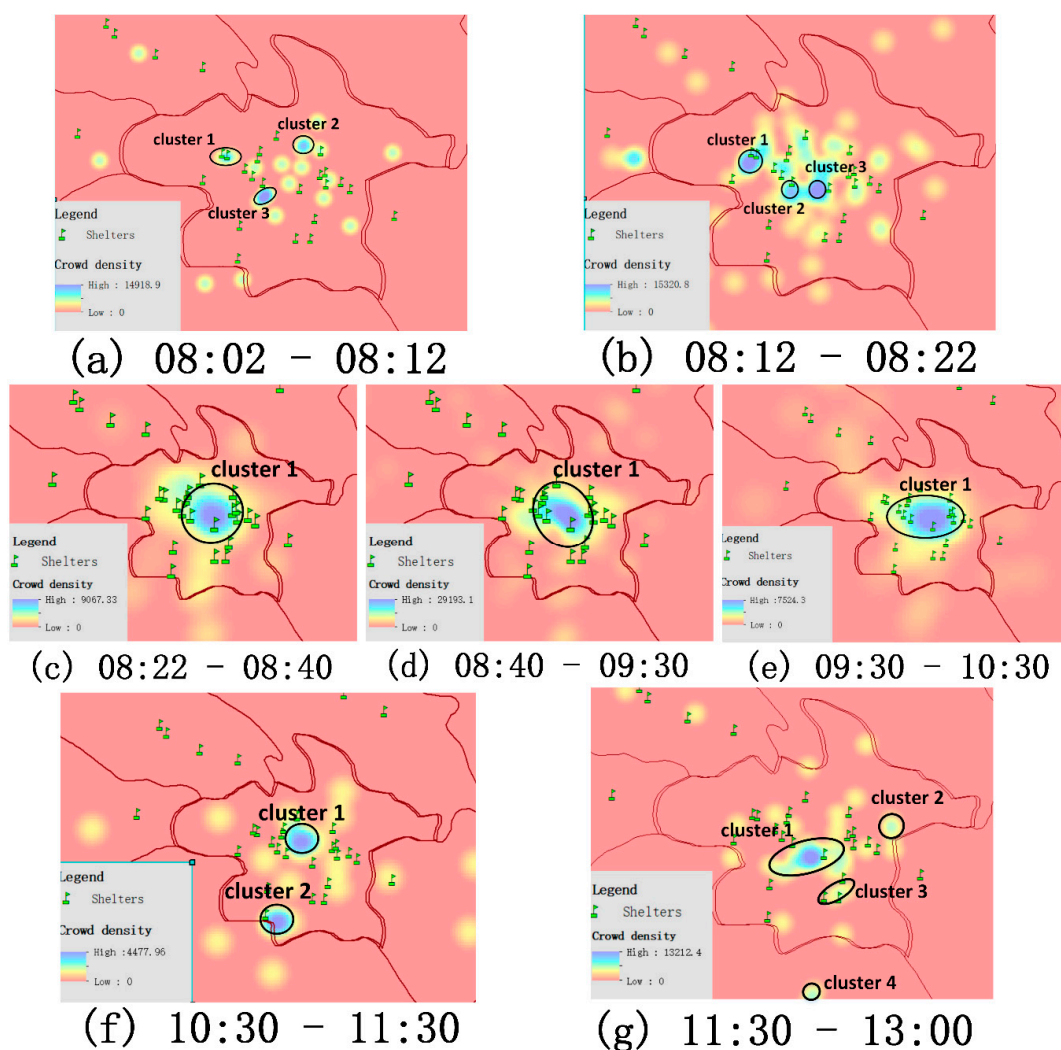 cluster 1
cluster 2
cluster 3
Legend
Shelters
Crowd density
High : 14918.9
Low : 0
(a) 08:02 - 08:12
cluster 1
cluster 3
cluster 2
Legend
Shelters
Crowd density
High : 15320.8
Low : 0
(b) 08:12 - 08:22
cluster 1
Legend
Shelters
Crowd density
High : 9067.33
Low : 0
(c) 08:22 - 08:40
cluster 1
Legend
Shelters
Crowd density
High : 29193.1
Low : 0
(d) 08:40 - 09:30
cluster 1
Legend
Shelters
Crowd density
High :7524.3
Low : 0
(e) 09:30 - 10:30
cluster 1
cluster 2
Legend
Shelters
Crowd density
High :4477.96
Low : 0
(f) 10:30 - 11:30
cluster 2
cluster 1
cluster 3
Legend
Shelters
Crowd density
High : 13212.4
Low : 0
cluster 4
(g) 11:30 - 13:00